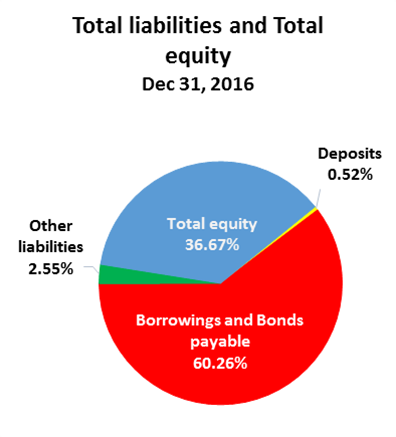 Total liabilities and Total
equity
Dec 31, 2016
Deposits
0.52%
Total equity
36.67%
Other
liabilities
2.55%
Borrowings and Bonds
payable
60.26%